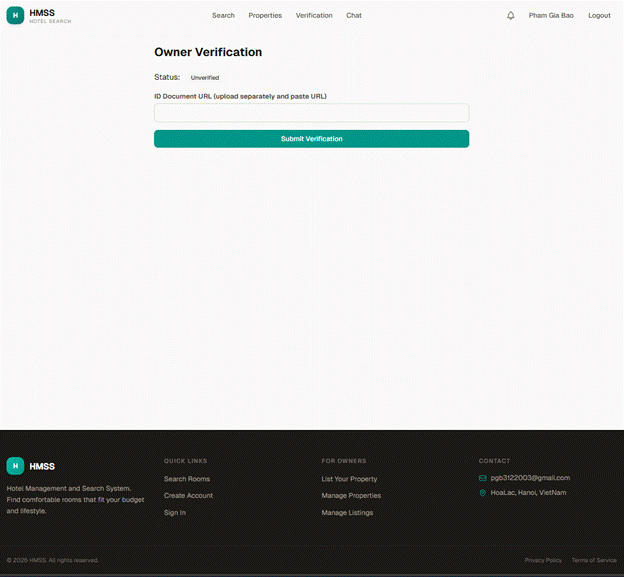 H
HMSS
HOTEL SEARCH
Search
Properties
Verification
Chat
Pham Gia Bao
Logout
Owner Verification
Status:
Unverified
ID Document URL (upload separately and paste URL)
Submit Verification
H
HMSS
Hotel Management and Search System.
Find comfortable rooms that fit your budget
and lifestyle.
QUICK LINKS
Search Rooms
Create Account
Sign In
FOR OWNERS
List Your Property
Manage Properties
Manage Listings
CONTACT
pgb3122003@gmail.com
HoaLac, Hanoi, VietNam
© 2026 HMSS. All rights reserved.
Privacy Policy
Terms of Service